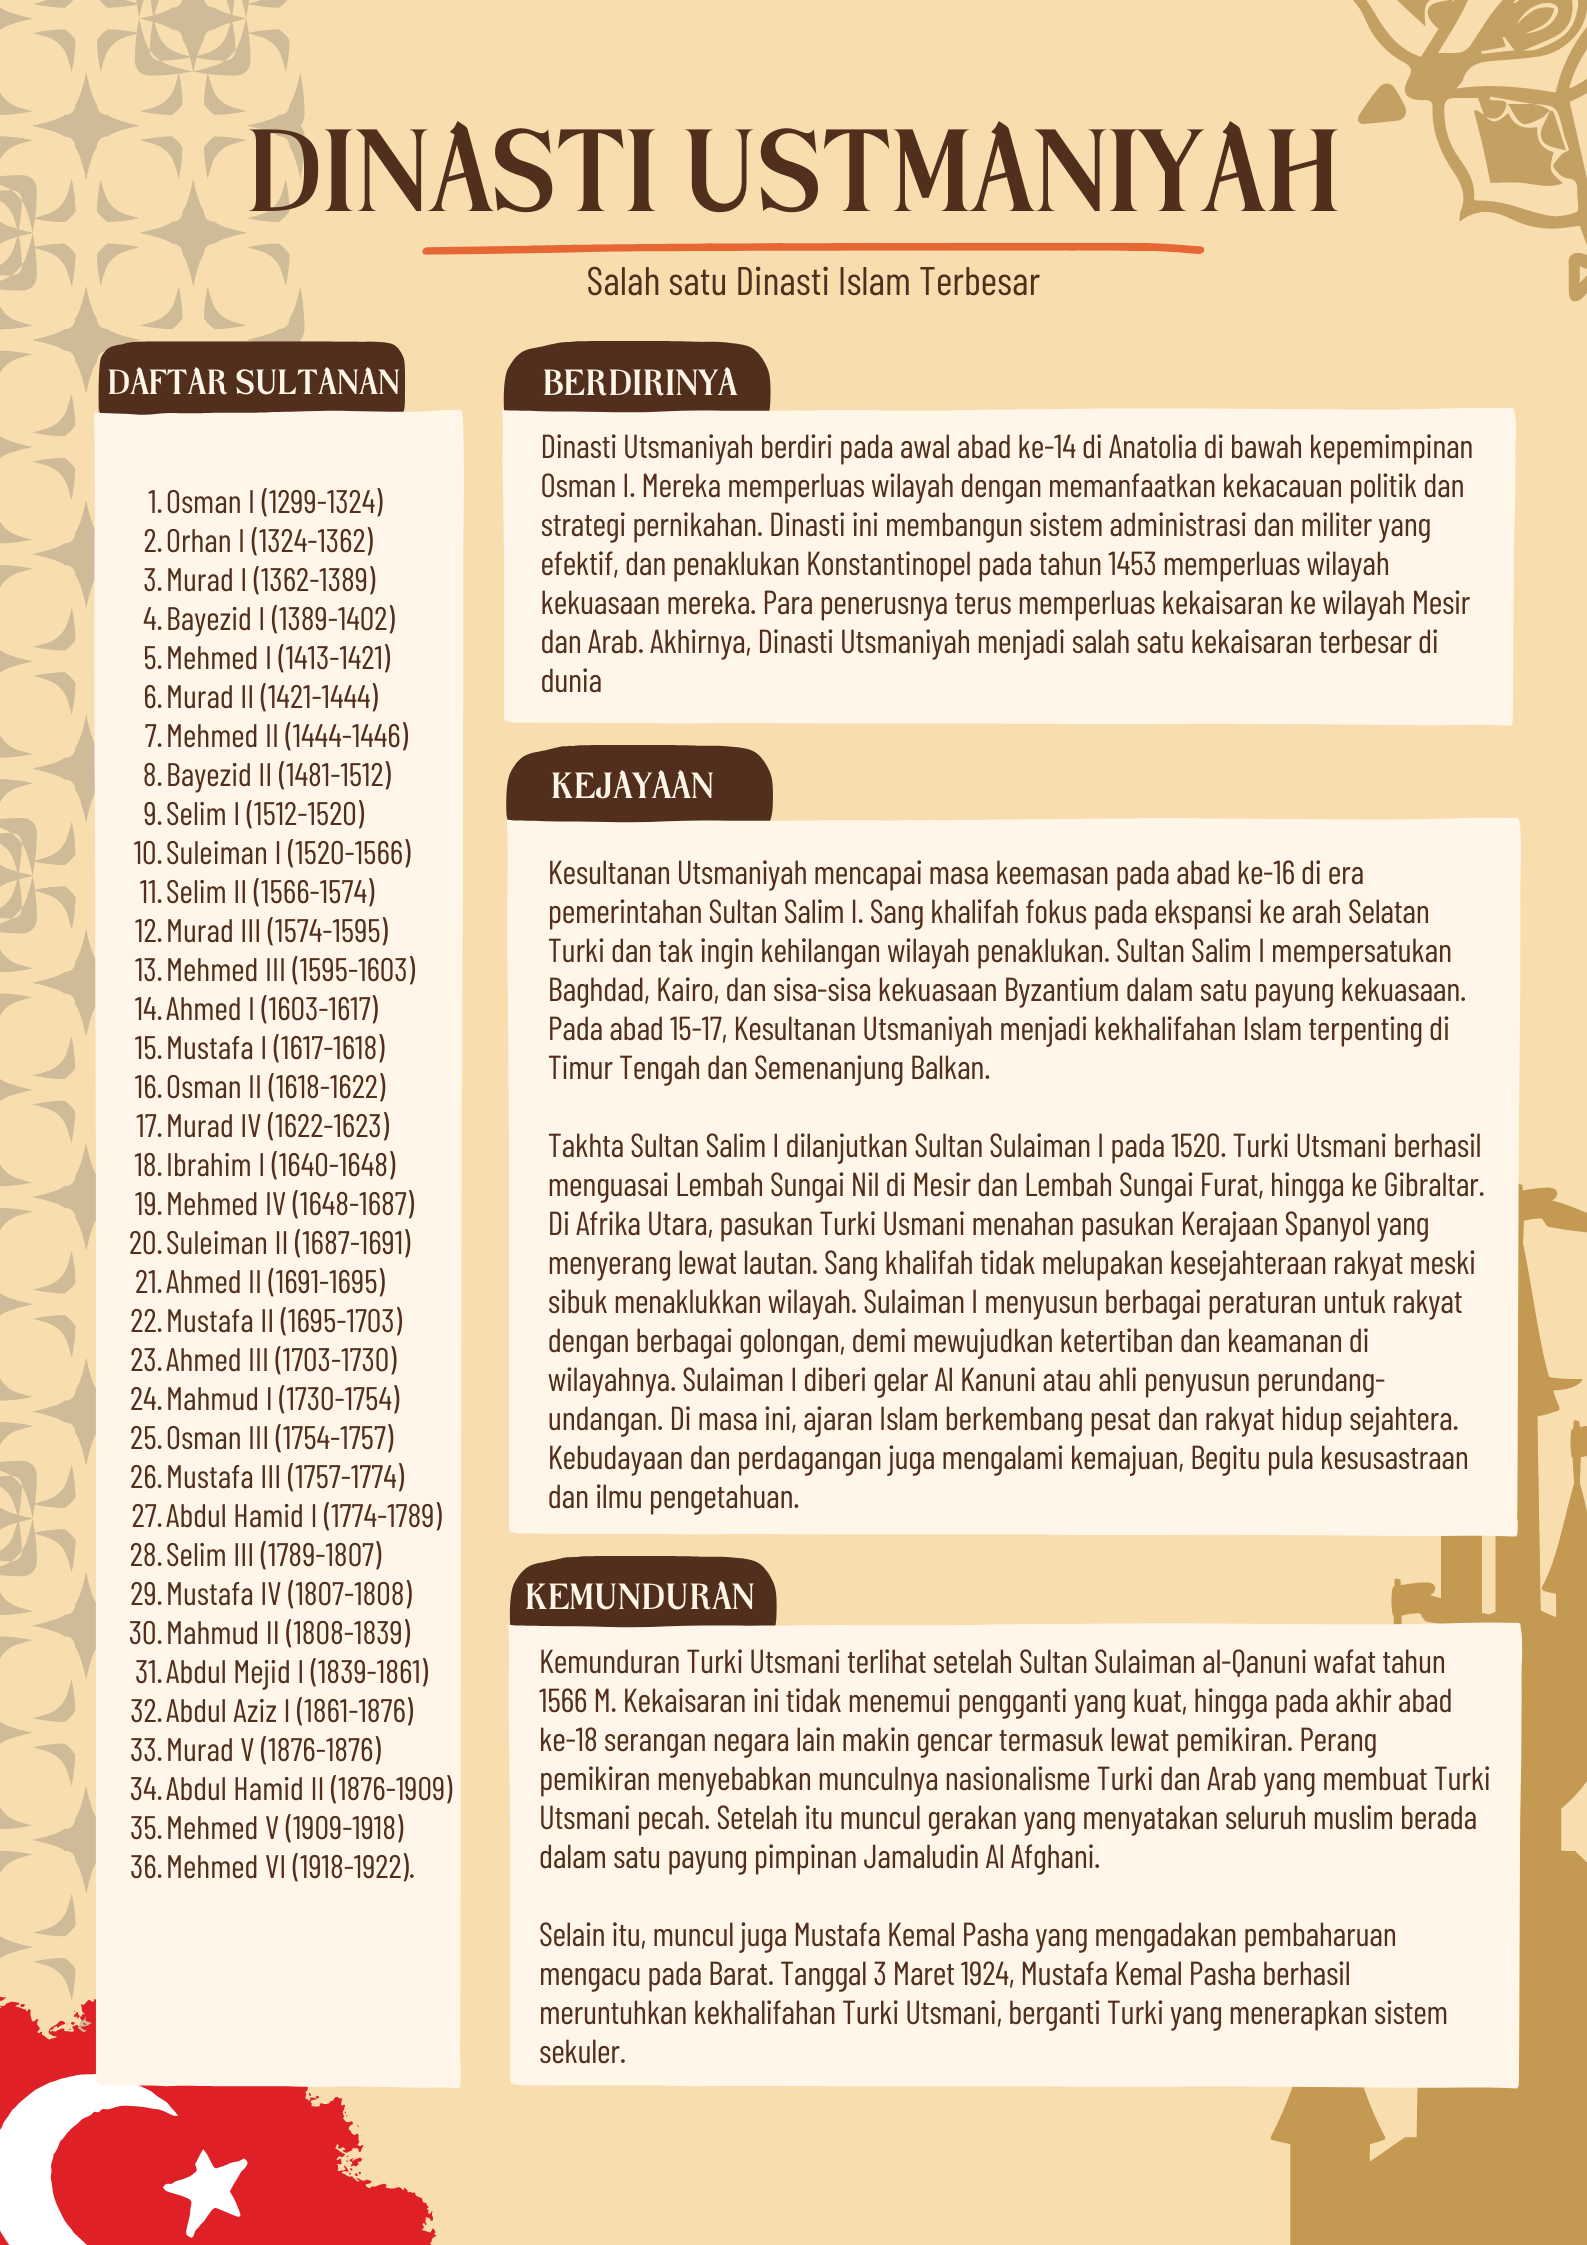 DINASTI USTMANIYAH
Salah satu Dinasti Islam Terbesar
DAFTAR SULTANAN
1. Osman I (1299-1324)
2. Orhan I (1324-1362)
3. Murad I (1362-1389)
4. Bayezid I (1389-1402)
5. Mehmed I (1413-1421)
6. Murad II (1421-1444)
7. Mehmed II (1444-1446)
8. Bayezid II (1481-1512)
9. Selim I (1512-1520)
10. Suleiman I (1520-1566)
11. Selim II (1566-1574)
12. Murad III (1574-1595)
13. Mehmed III (1595-1603)
14. Ahmed I (1603-1617)
15. Mustafa I (1617-1618)
16. Osman II (1618-1622)
17. Murad IV (1622-1623)
18. Ibrahim I (1640-1648)
19. Mehmed IV (1648-1687)
20. Suleiman II (1687-1691)
21. Ahmed II (1691-1695)
22. Mustafa II (1695-1703)
23. Ahmed III (1703-1730)
24. Mahmud I (1730-1754)
25. Osman III (1754-1757)
26. Mustafa III (1757-1774)
27. Abdul Hamid I (1774-1789)
28. Selim III (1789-1807)
29. Mustafa IV (1807-1808)
30. Mahmud II (1808-1839)
31. Abdul Mejid I (1839-1861)
32. Abdul Aziz I (1861-1876)
33. Murad V (1876-1876)
34. Abdul Hamid II (1876-1909)
35. Mehmed V (1909-1918)
36. Mehmed VI (1918-1922).
BERDIRINYA
Dinasti Utsmaniyah berdiri pada awal abad ke-14 di Anatolia di bawah kepemimpinan
Osman I. Mereka memperluas wilayah dengan memanfaatkan kekacauan politik dan
strategi pernikahan. Dinasti ini membangun sistem administrasi dan militer yang
efektif, dan penaklukan Konstantinopel pada tahun 1453 memperluas wilayah
kekuasaan mereka. Para penerusnya terus memperluas kekaisaran ke wilayah Mesir
dan Arab. Akhirnya, Dinasti Utsmaniyah menjadi salah satu kekaisaran terbesar di
dunia
KEJAYAAN
Kesultanan Utsmaniyah mencapai masa keemasan pada abad ke-16 di era
pemerintahan Sultan Salim I. Sang khalifah fokus pada ekspansi ke arah Selatan
Turki dan tak ingin kehilangan wilayah penaklukan. Sultan Salim I mempersatukan
Baghdad, Kairo, dan sisa-sisa kekuasaan Byzantium dalam satu payung kekuasaan.
Pada abad 15-17, Kesultanan Utsmaniyah menjadi kekhalifahan Islam terpenting di
Timur Tengah dan Semenanjung Balkan.
Takhta Sultan Salim I dilanjutkan Sultan Sulaiman I pada 1520. Turki Utsmani berhasil
menguasai Lembah Sungai Nil di Mesir dan Lembah Sungai Furat, hingga ke Gibraltar.
Di Afrika Utara, pasukan Turki Usmani menahan pasukan Kerajaan Spanyol yang
menyerang lewat lautan. Sang khalifah tidak melupakan kesejahteraan rakyat meski
sibuk menaklukkan wilayah. Sulaiman I menyusun berbagai peraturan untuk rakyat
dengan berbagai golongan, demi mewujudkan ketertiban dan keamanan di
wilayahnya. Sulaiman I diberi gelar Al Kanuni atau ahli penyusun perundang-
undangan. Di masa ini, ajaran Islam berkembang pesat dan rakyat hidup sejahtera.
Kebudayaan dan perdagangan juga mengalami kemajuan, Begitu pula kesusastraan
dan ilmu pengetahuan.
KEMUNDURAN
Kemunduran Turki Utsmani terlihat setelah Sultan Sulaiman al-Qanuni wafat tahun
1566 M. Kekaisaran ini tidak menemui pengganti yang kuat, hingga pada akhir abad
ke-18 serangan negara lain makin gencar termasuk lewat pemikiran. Perang
pemikiran menyebabkan munculnya nasionalisme Turki dan Arab yang membuat Turki
Utsmani pecah. Setelah itu muncul gerakan yang menyatakan seluruh muslim berada
dalam satu payung pimpinan Jamaludin Al Afghani.
Selain itu, muncul juga Mustafa Kemal Pasha yang mengadakan pembaharuan
mengacu pada Barat. Tanggal 3 Maret 1924, Mustafa Kemal Pasha berhasil
meruntuhkan kekhalifahan Turki Utsmani, berganti Turki yang menerapkan sistem
sekuler.